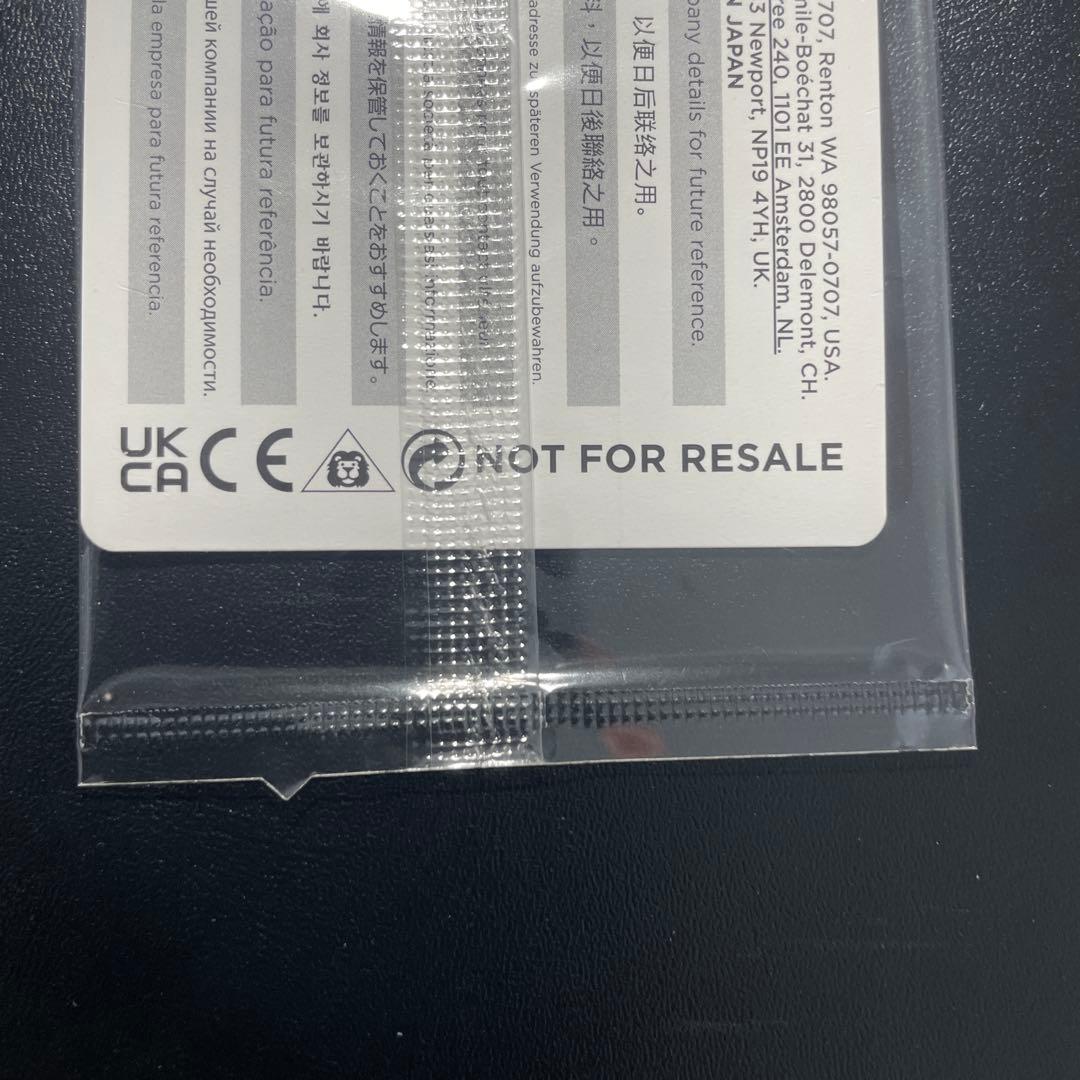 707, Renton WA 98057-0707, USA.
mile-Boéchat 31, 2800 Delemont, CH.
ree 240, 1101 EE Amsterdam, NL.
3 Newport, NP19 4YH, UK.
N JAPAN
pany details for future reference.
以便日后联络之用。
料，以便日後聯絡之用。
adresse zu späteren Verwendung aufzubewahren.
情報を保管しておくことをおすすめします。
에 회사 정보를 보관하시기 바랍니다.
ação para futura referência.
шей компании на случай необходимости.
la empresa para futura referencia.
UK
CA CE NOT FOR RESALE